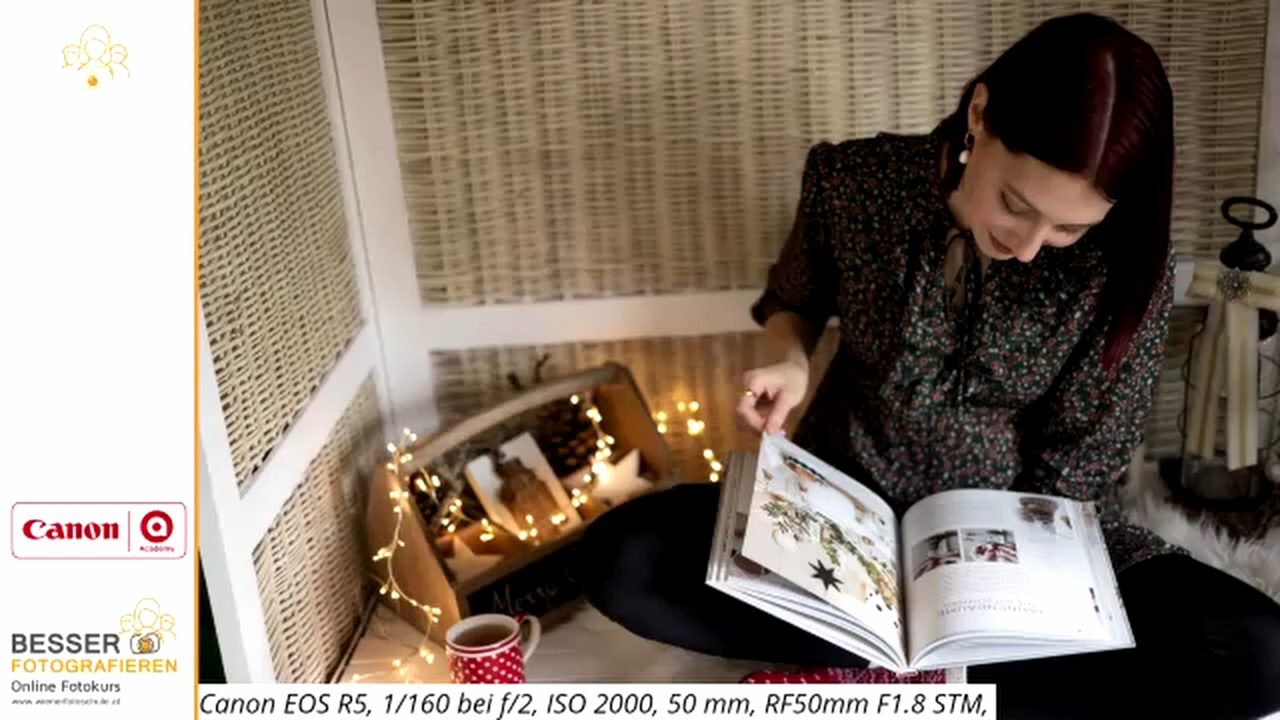 Canon
Academy
BESSER
FOTOGRAFIEREN
Online Fotokurs
Merry
Canon EOS R5, 1/160 bei f/2, ISO 2000, 50 mm, RF50mm F1.8 STM,